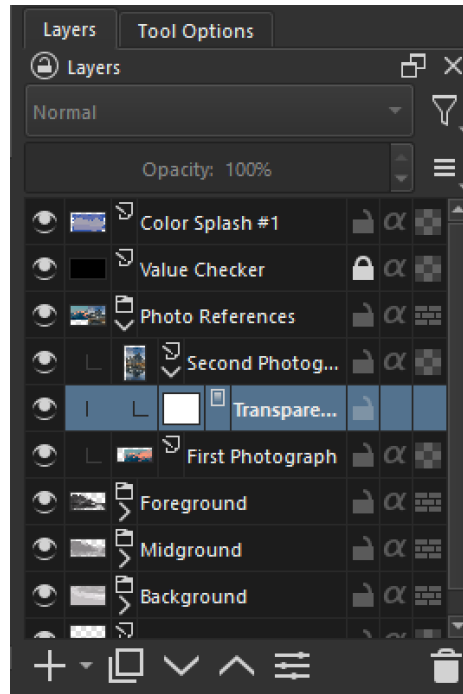 Layers Tool Options
Layers
Normal
Opacity: 100%
Color Splash #1
Value Checker
Photo References
Second Photog...
Transpare...
First Photograph
Foreground
Midground
Background